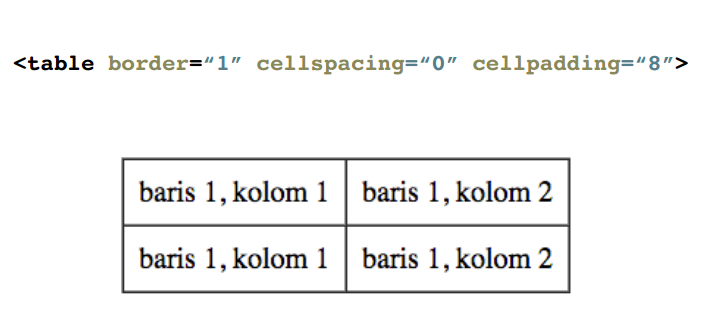 <table border=“1” cellspacing=“0” cellpadding=“8”>
baris 1, kolom 1 baris 1, kolom 2
baris 1, kolom 1 baris 1, kolom 2